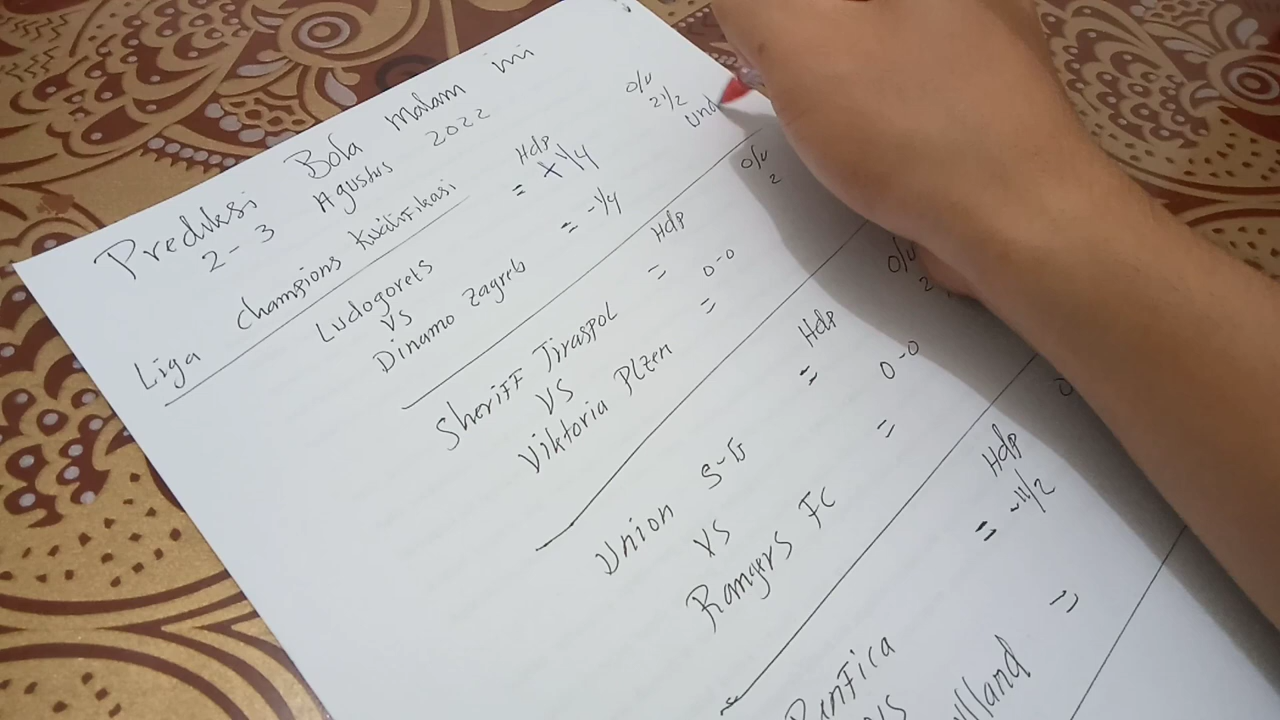 Prediksi Bola malam ini
2-3 Agustus 2022
Liga Champions Kualifikasi
Hdp
O/U
Ludogorets = + 1/4
2 1/2
VS
Und
Dinamo Zagreb = -1/4
Hdp
O/U
Sheriff Tiraspol =
2
VS
0-0
Viktoria Plzen =
Hdp
O/U
Union S-G =
2
VS
0-0
Rangers FC =
Hdp
Benfica = -1 1/2
VS
=